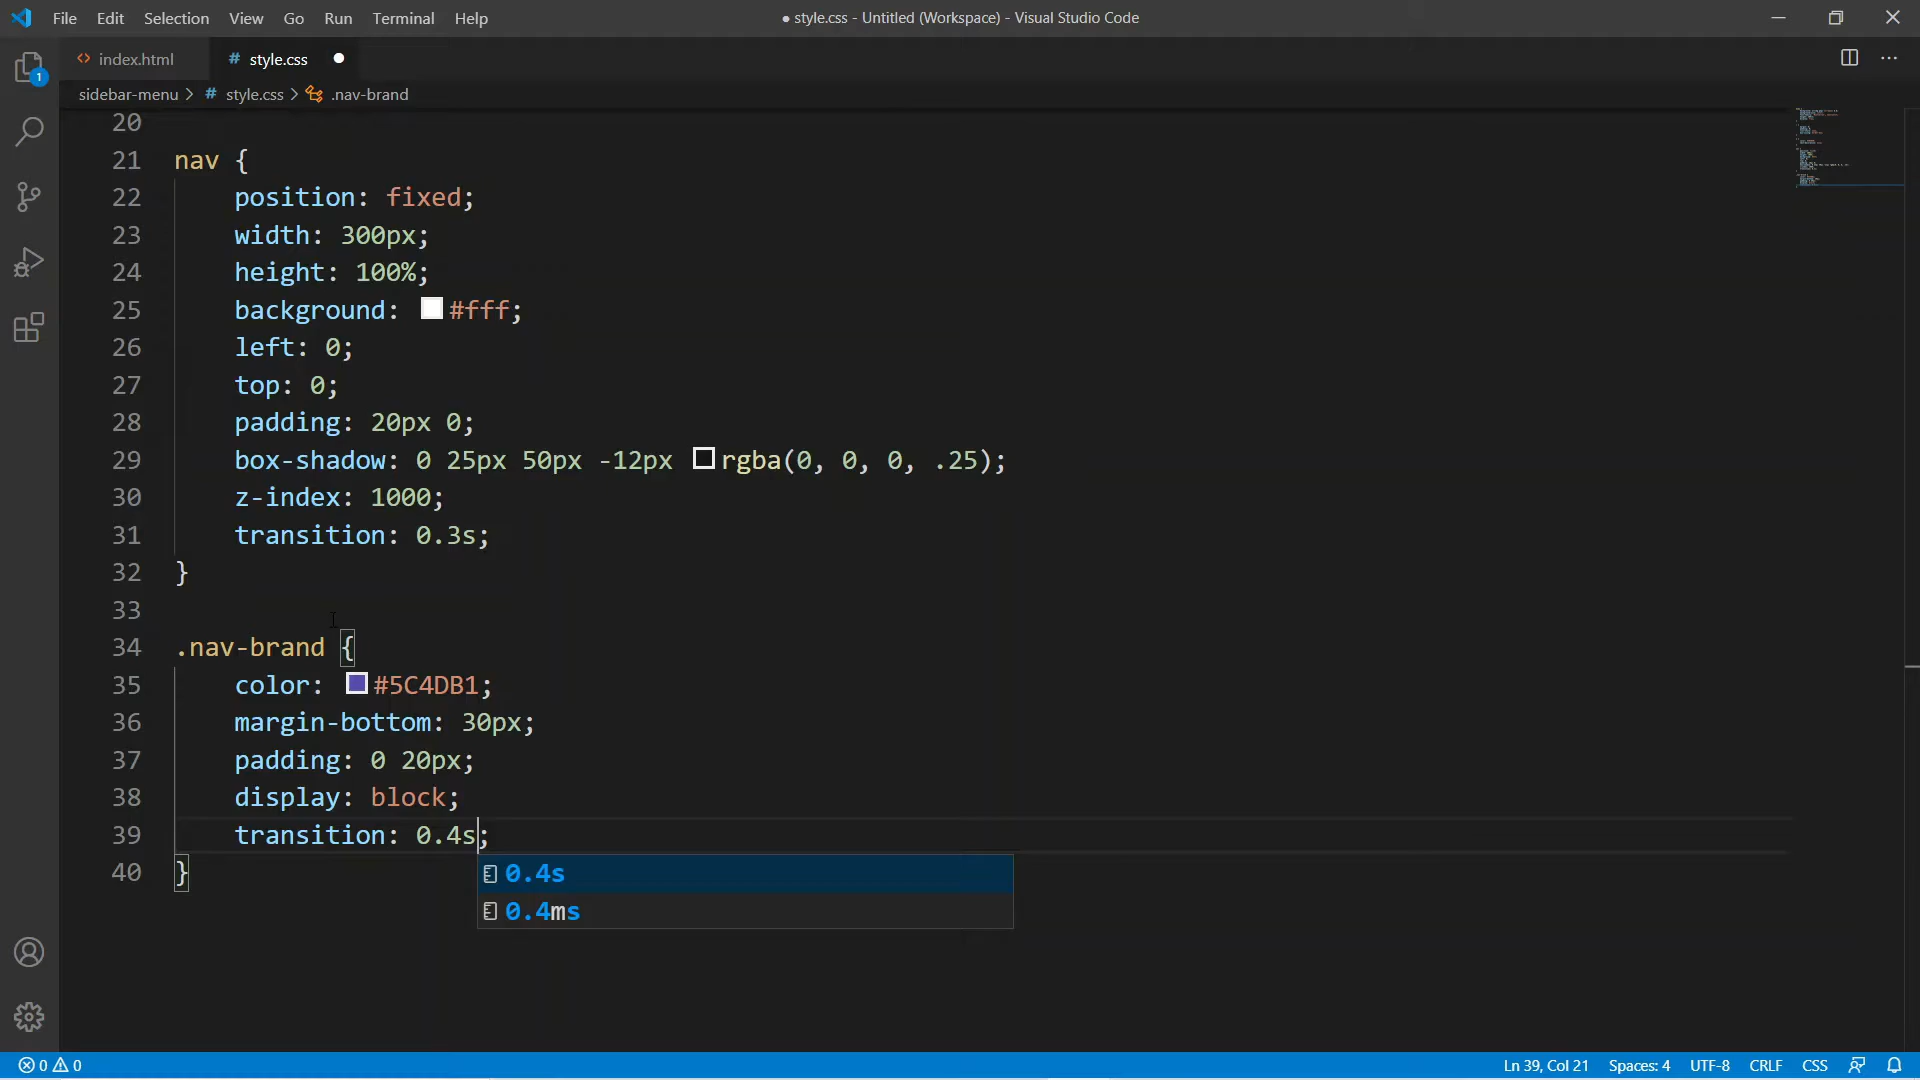 File Edit Selection View Go Run Terminal Help
● style.css - Untitled (Workspace) - Visual Studio Code
<> index.html
# style.css ●
sidebar-menu > # style.css > .nav-brand
1
20
21 nav {
22 position: fixed;
23 width: 300px;
24 height: 100%;
25 background: #fff;
26 left: 0;
27 top: 0;
28 padding: 20px 0;
29 box-shadow: 0 25px 50px -12px rgba(0, 0, 0, .25);
30 z-index: 1000;
31 transition: 0.3s;
32 }
33
34 .nav-brand {
35 color: #5C4DB1;
36 margin-bottom: 30px;
37 padding: 0 20px;
38 display: block;
39 transition: 0.4s;
40 }
0.4s
0.4ms
0 0
Ln 39, Col 21 Spaces: 4 UTF-8 CRLF CSS